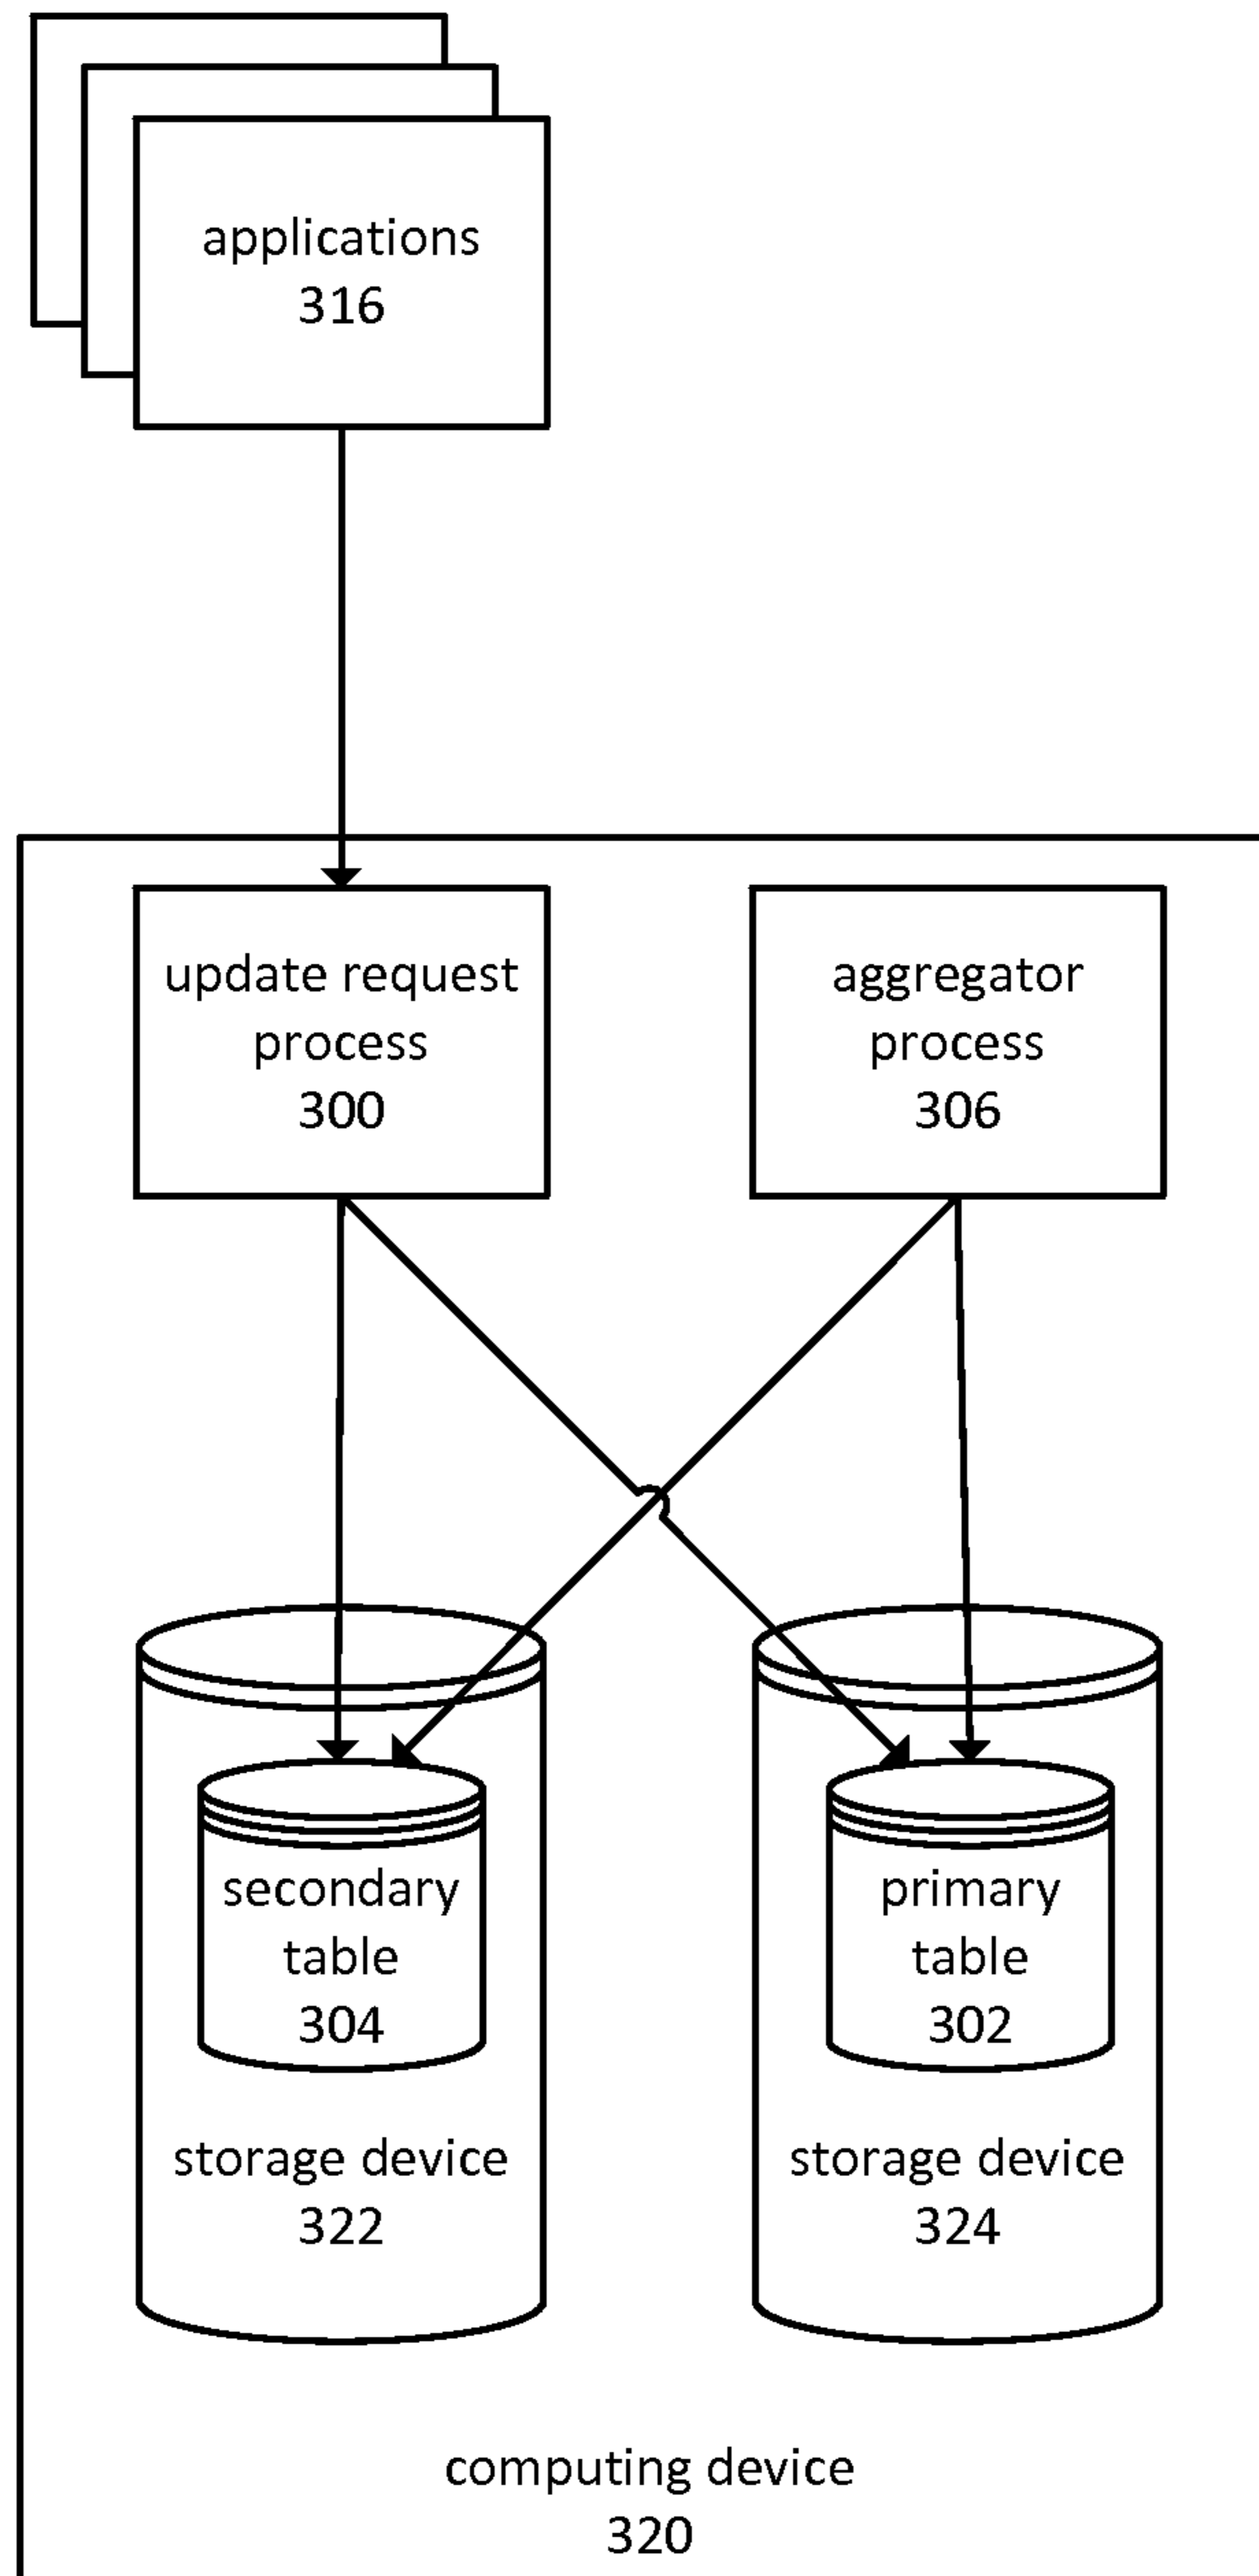 applications
316
update request
process
300
aggregator
process
306
secondary
table
304
primary
table
302
storage device
322
storage device
324
computing device
320